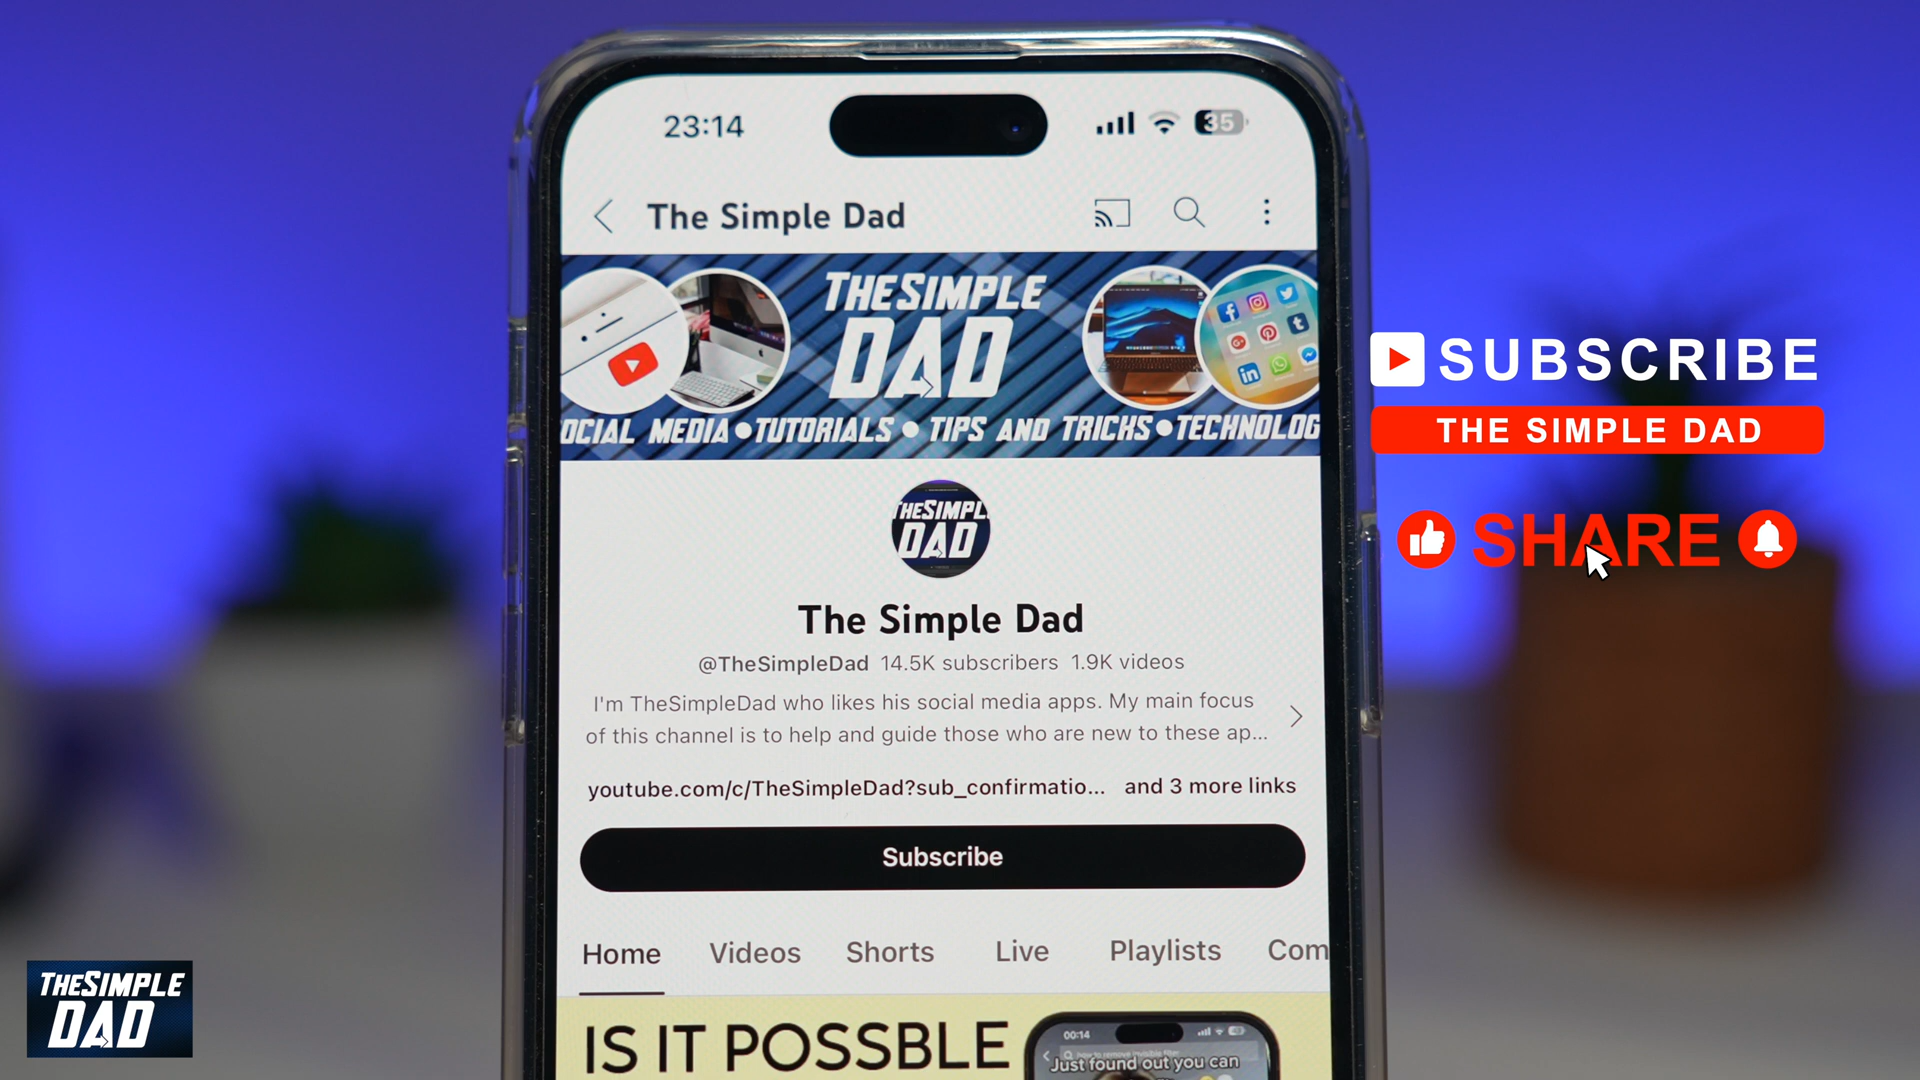 23:14
35
The Simple Dad
THESIMPLE
DAD
OCIAL MEDIA●TUTORIALS ● TIPS AND TRICKS●TECHNOLOG
THESIMPL
DAD
The Simple Dad
@TheSimpleDad 14.5K subscribers 1.9K videos
I'm TheSimpleDad who likes his social media apps. My main focus
of this channel is to help and guide those who are new to these ap...
youtube.com/c/TheSimpleDad?sub_confirmatio... and 3 more links
Subscribe
Home Videos Shorts Live Playlists Com
IS IT POSSBLE
00:14
Just found out you can
SUBSCRIBE
THE SIMPLE DAD
SHARE
THESIMPLE
DAD